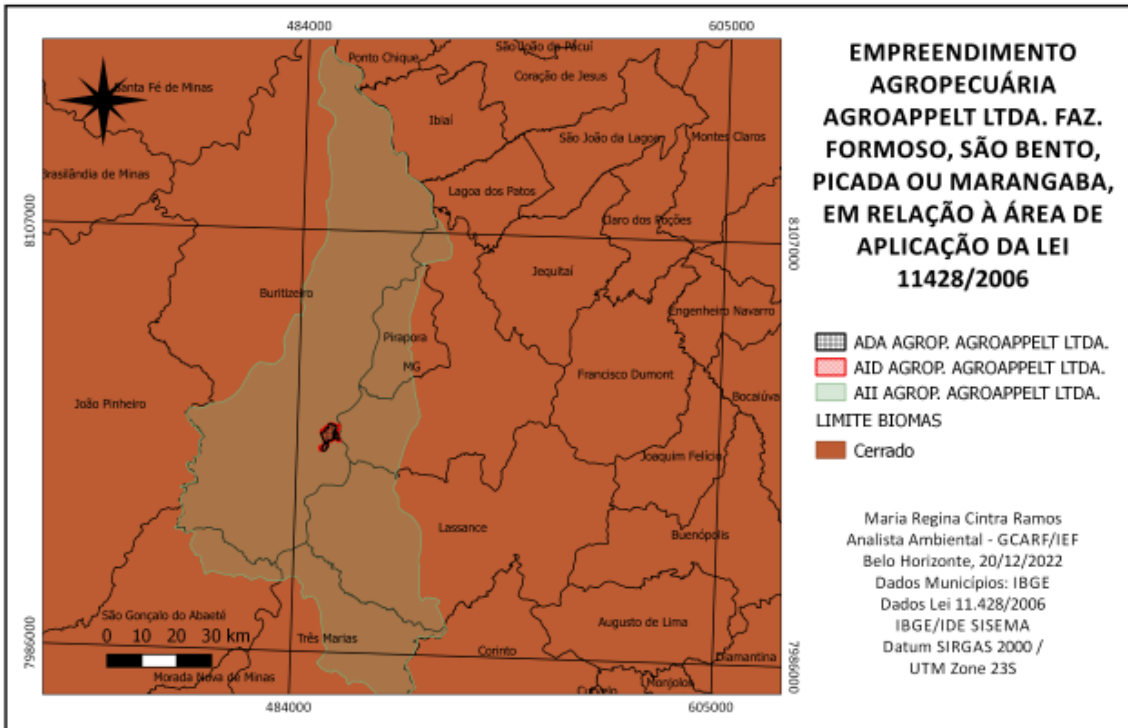 484000
605000
São João da Pacuí
Ponto Chique
Coração de Jesus
Santa Fé de Minas
Ibiaí
São João da Lagoa
Montes Claros
Brasilândia de Minas
Lagoa dos Patos
Claro dos Poções
8107000
8107000
Jequitaí
Buritizeiro
Engenheiro Navarro
Pirapora
MG
Francisco Dumont
João Pinheiro
Bocaiúva
Joaquim Felício
Lassance
Buenópolis
São Gonçalo do Abaeté
0 10 20 30 km
Três Marias
Augusto de Lima
7986000
7986000
Corinto
Diamantina
Morada Nova de Minas
Monjolos
484000
605000
EMPREENDIMENTO
AGROPECUÁRIA
AGROAPPELT LTDA. FAZ.
FORMOSO, SÃO BENTO,
PICADA OU MARANGABA,
EM RELAÇÃO À ÁREA DE
APLICAÇÃO DA LEI
11428/2006
ADA AGROP. AGROAPPELT LTDA.
AID AGROP. AGROAPPELT LTDA.
AII AGROP. AGROAPPELT LTDA.
LIMITE BIOMAS
Cerrado
Maria Regina Cintra Ramos
Analista Ambiental - GCARF/IEF
Belo Horizonte, 20/12/2022
Dados Municípios: IBGE
Dados Lei 11.428/2006
IBGE/IDE SISEMA
Datum SIRGAS 2000 /
UTM Zone 23S